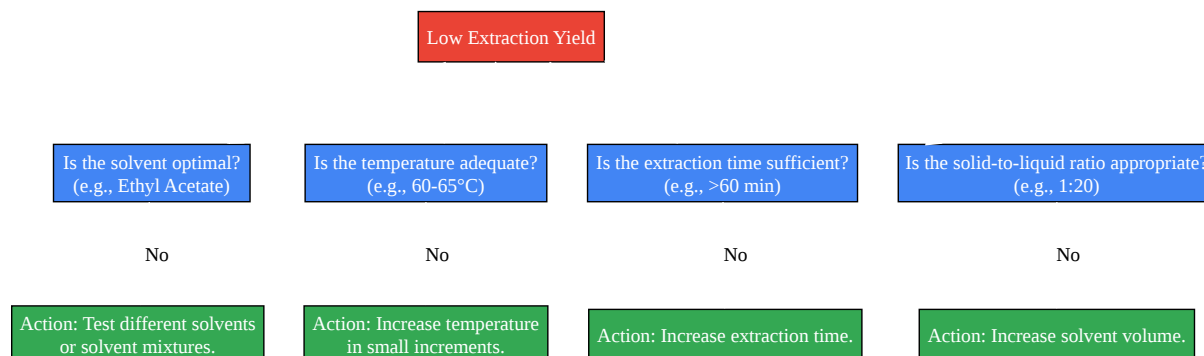 Low Extraction Yield
Is the solvent optimal?
(e.g., Ethyl Acetate)
Is the temperature adequate?
(e.g., 60-65°C)
Is the extraction time sufficient?
(e.g., >60 min)
Is the solid-to-liquid ratio appropriate?
(e.g., 1:20)
No
No
No
No
Action: Test different solvents
or solvent mixtures.
Action: Increase temperature
in small increments.
Action: Increase extraction time.
Action: Increase solvent volume.